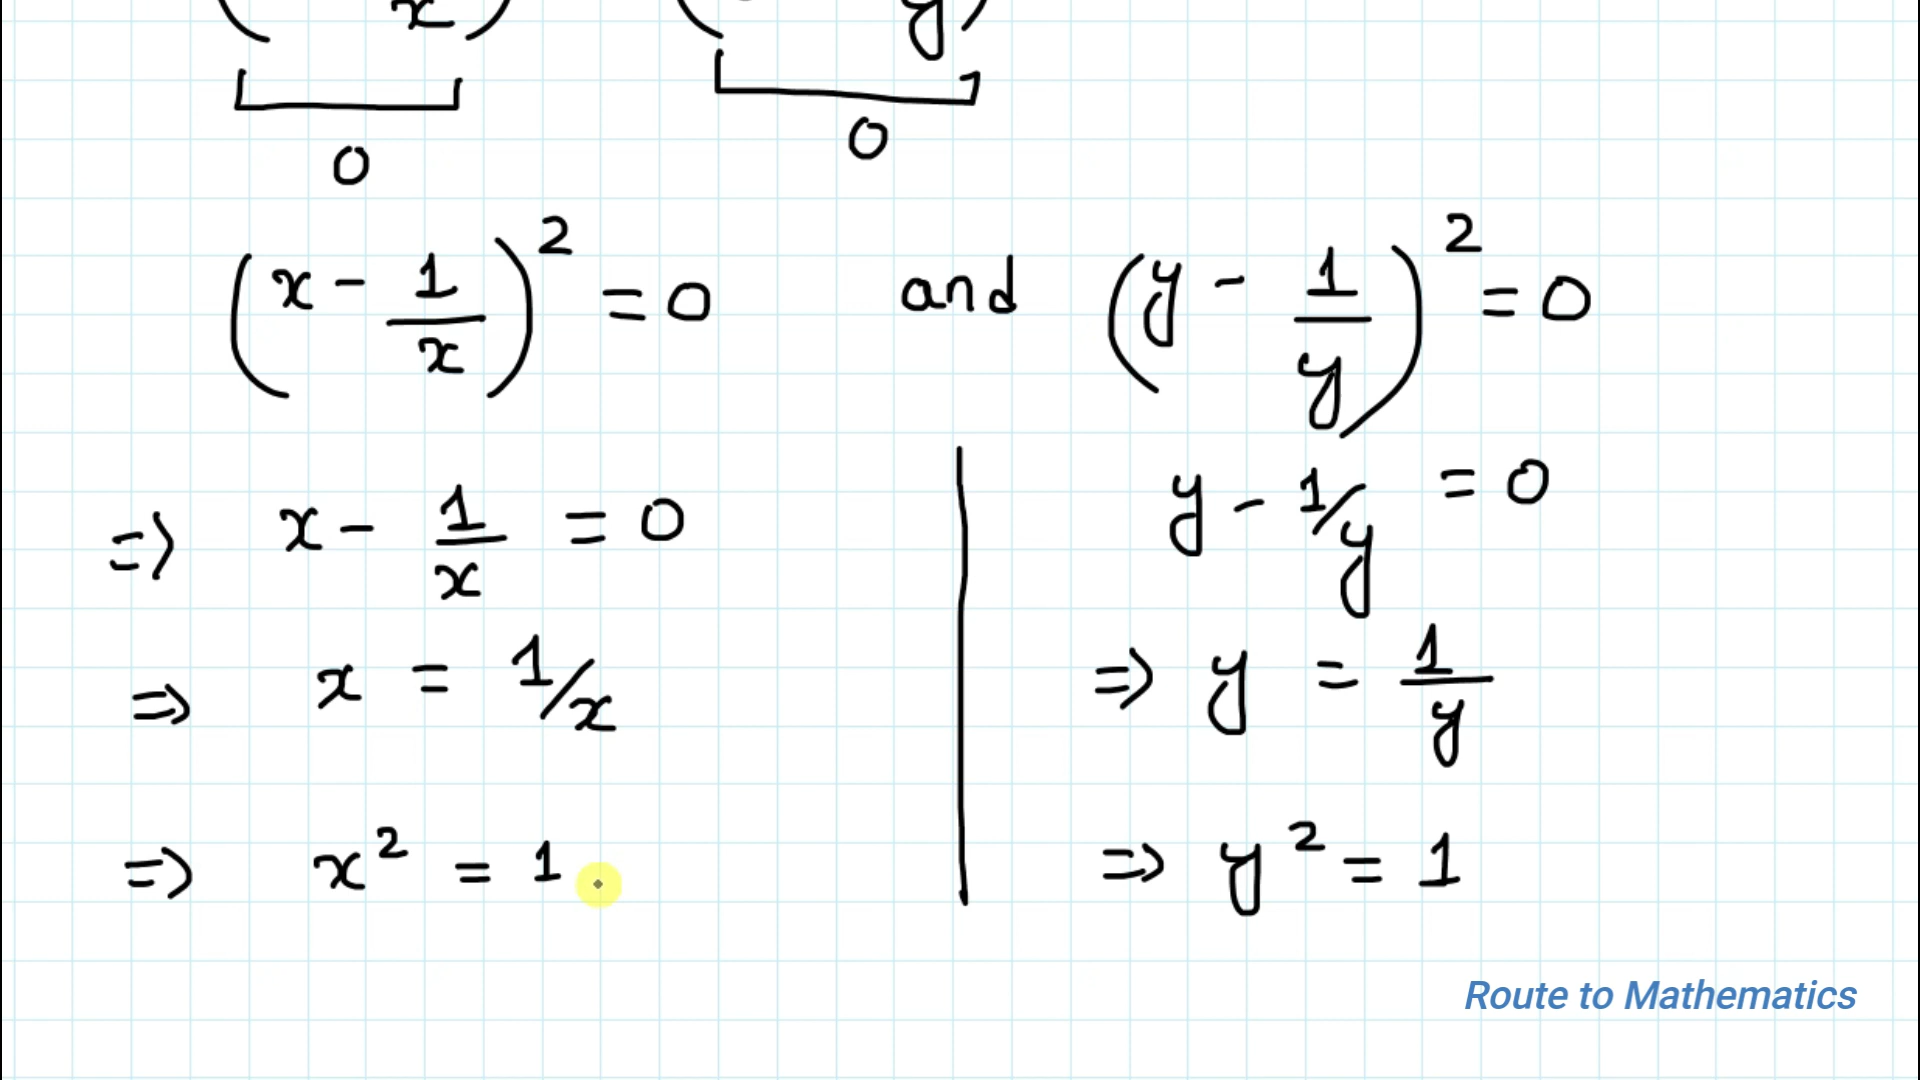 x) y)
0 0
(x - 1/x)² = 0 and (y - 1/y)² = 0
=> x - 1/x = 0
y - 1/y = 0
=> x = 1/x
=> y = 1/y
=> x² = 1
=> y² = 1
Route to Mathematics